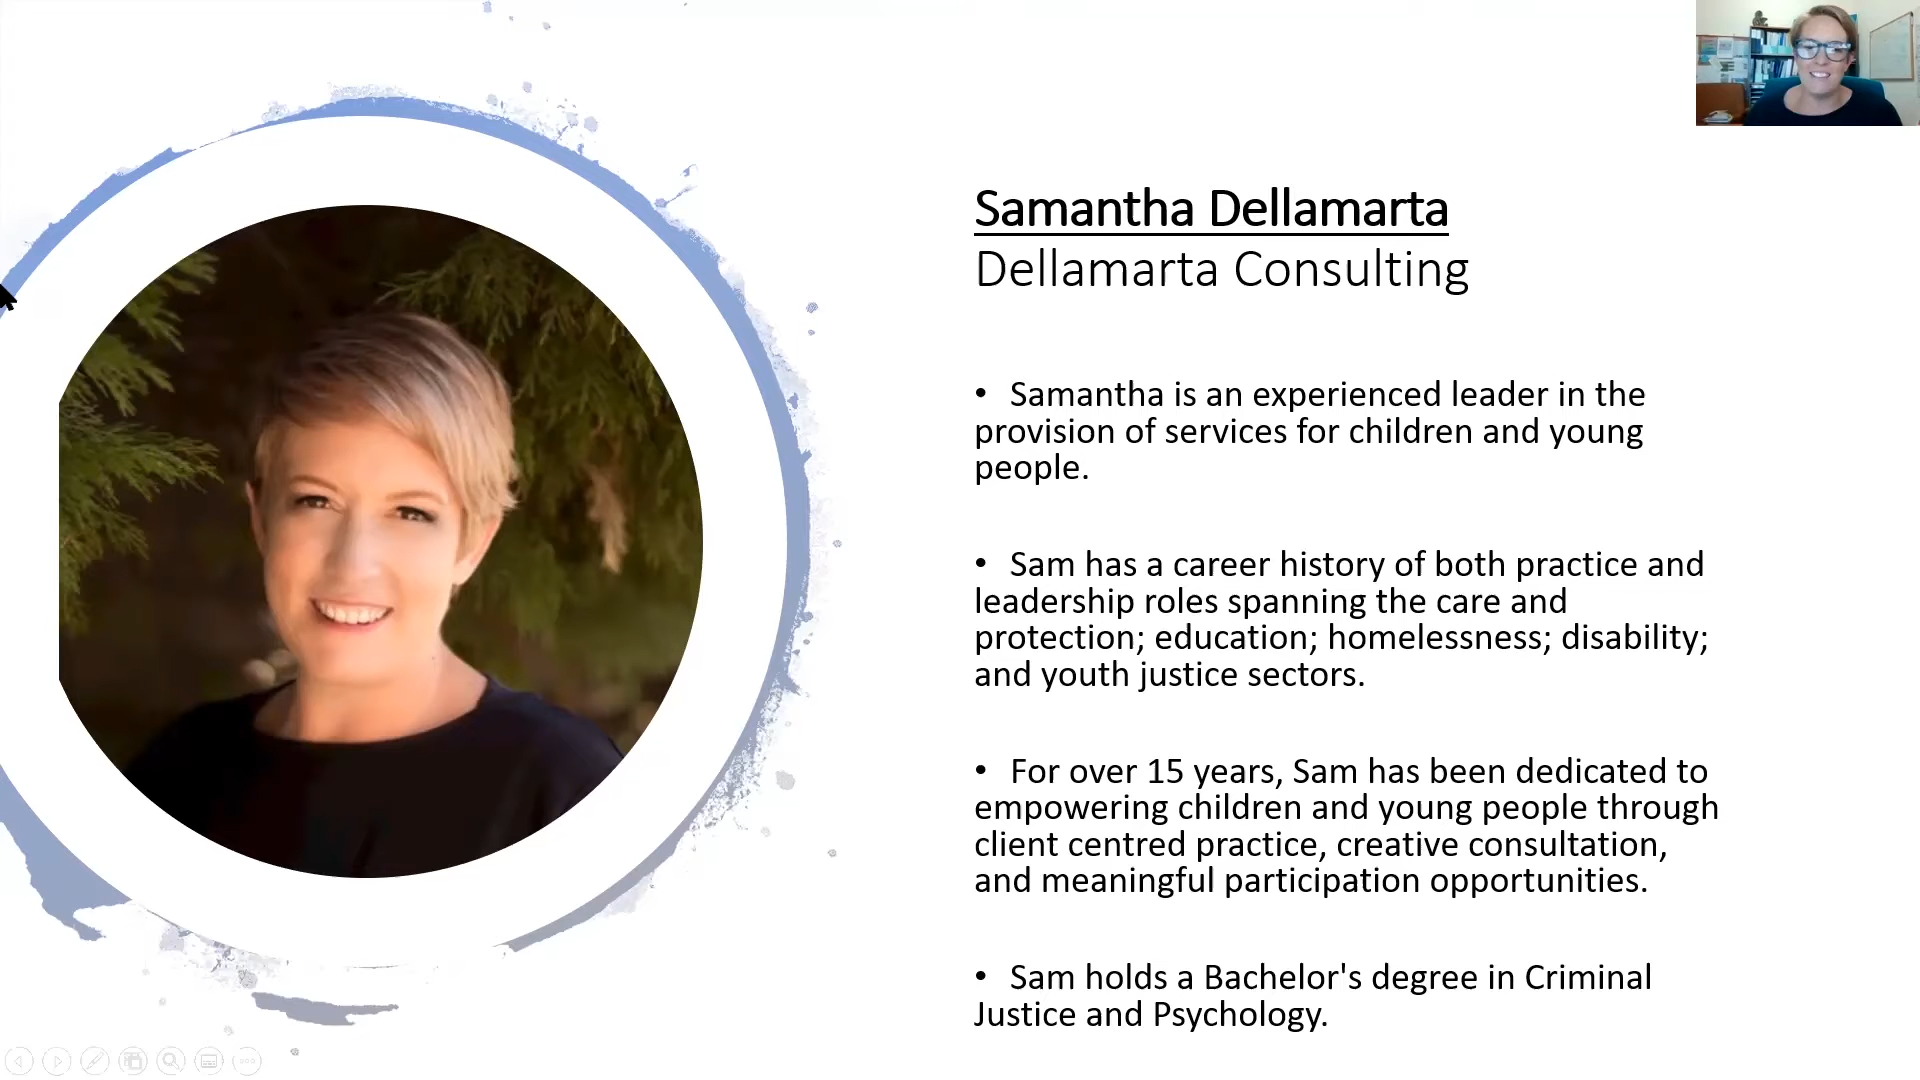 Samantha Dellamarta
Dellamarta Consulting
• Samantha is an experienced leader in the
provision of services for children and young
people.
• Sam has a career history of both practice and
leadership roles spanning the care and
protection; education; homelessness; disability;
and youth justice sectors.
• For over 15 years, Sam has been dedicated to
empowering children and young people through
client centred practice, creative consultation,
and meaningful participation opportunities.
• Sam holds a Bachelor's degree in Criminal
Justice and Psychology.